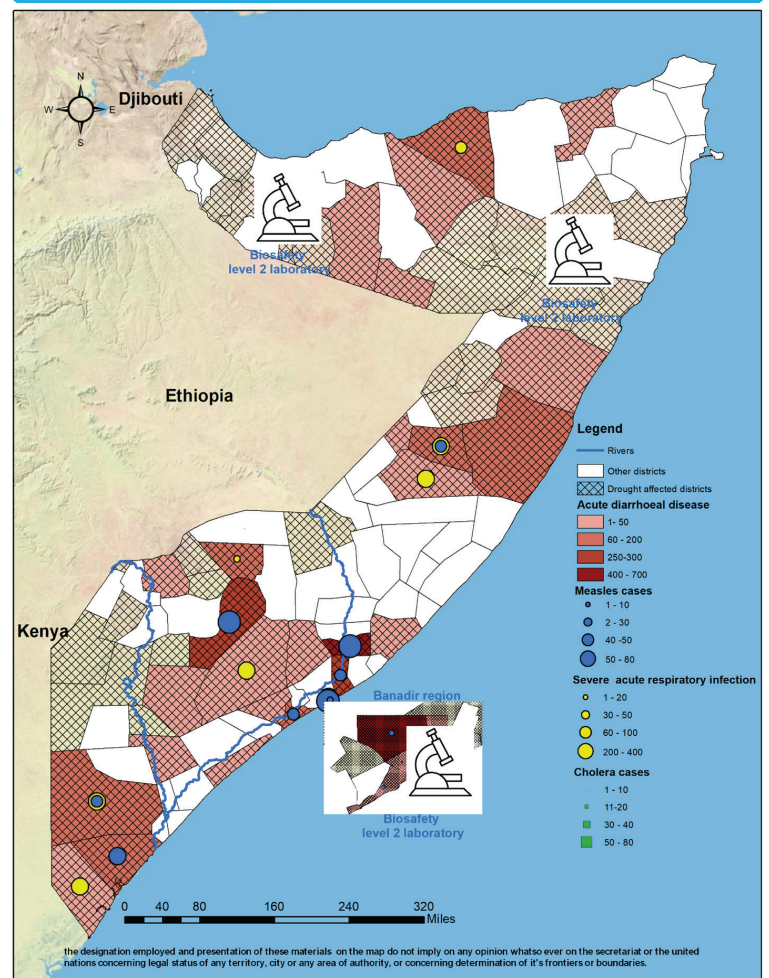 N
W E
S
Djibouti
Biosafety
level 2 laboratory
Biosafety
level 2 laboratory
Ethiopia
Kenya
Legend
Rivers
Other districts
Drought affected districts
Acute diarrhoeal disease
1- 50
60 - 200
250-300
400 - 700
Measles cases
1 - 10
2 - 30
40 -50
50 - 80
Severe acute respiratory infection
1 - 20
30 - 50
60 - 100
200 - 400
Cholera cases
1 - 10
11-20
30 - 40
50 - 80
Banadir region
Biosafety
level 2 laboratory
0 40 80 160 240 320
Miles
the designation employed and presentation of these materials on the map do not imply on any opinion whatso ever on the secretariat or the united
nations concerning legal status of any territory, city or any area of authority, or concerning determination of it's frontiers or boundaries.